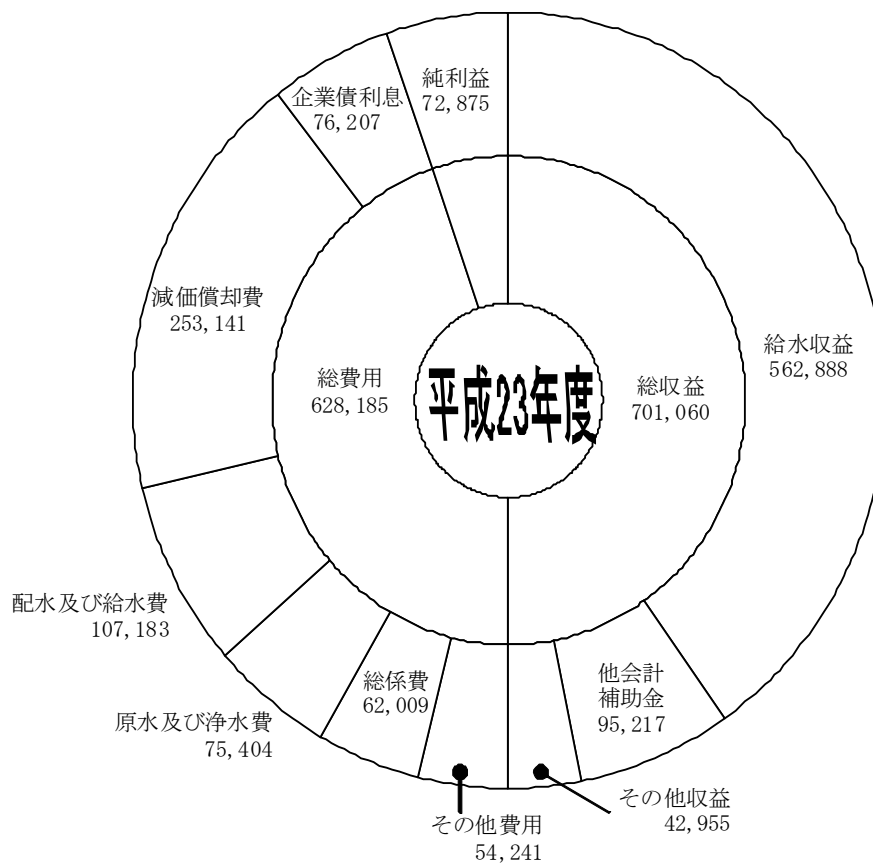 企業債利息
76,207
純利益
72,875
減価償却費
253,141
給水収益
562,888
総費用
628,185
平成23年度
総収益
701,060
配水及び給水費
107,183
原水及び浄水費
75,404
総係費
62,009
他会計
補助金
95,217
その他費用
54,241
その他収益
42,955